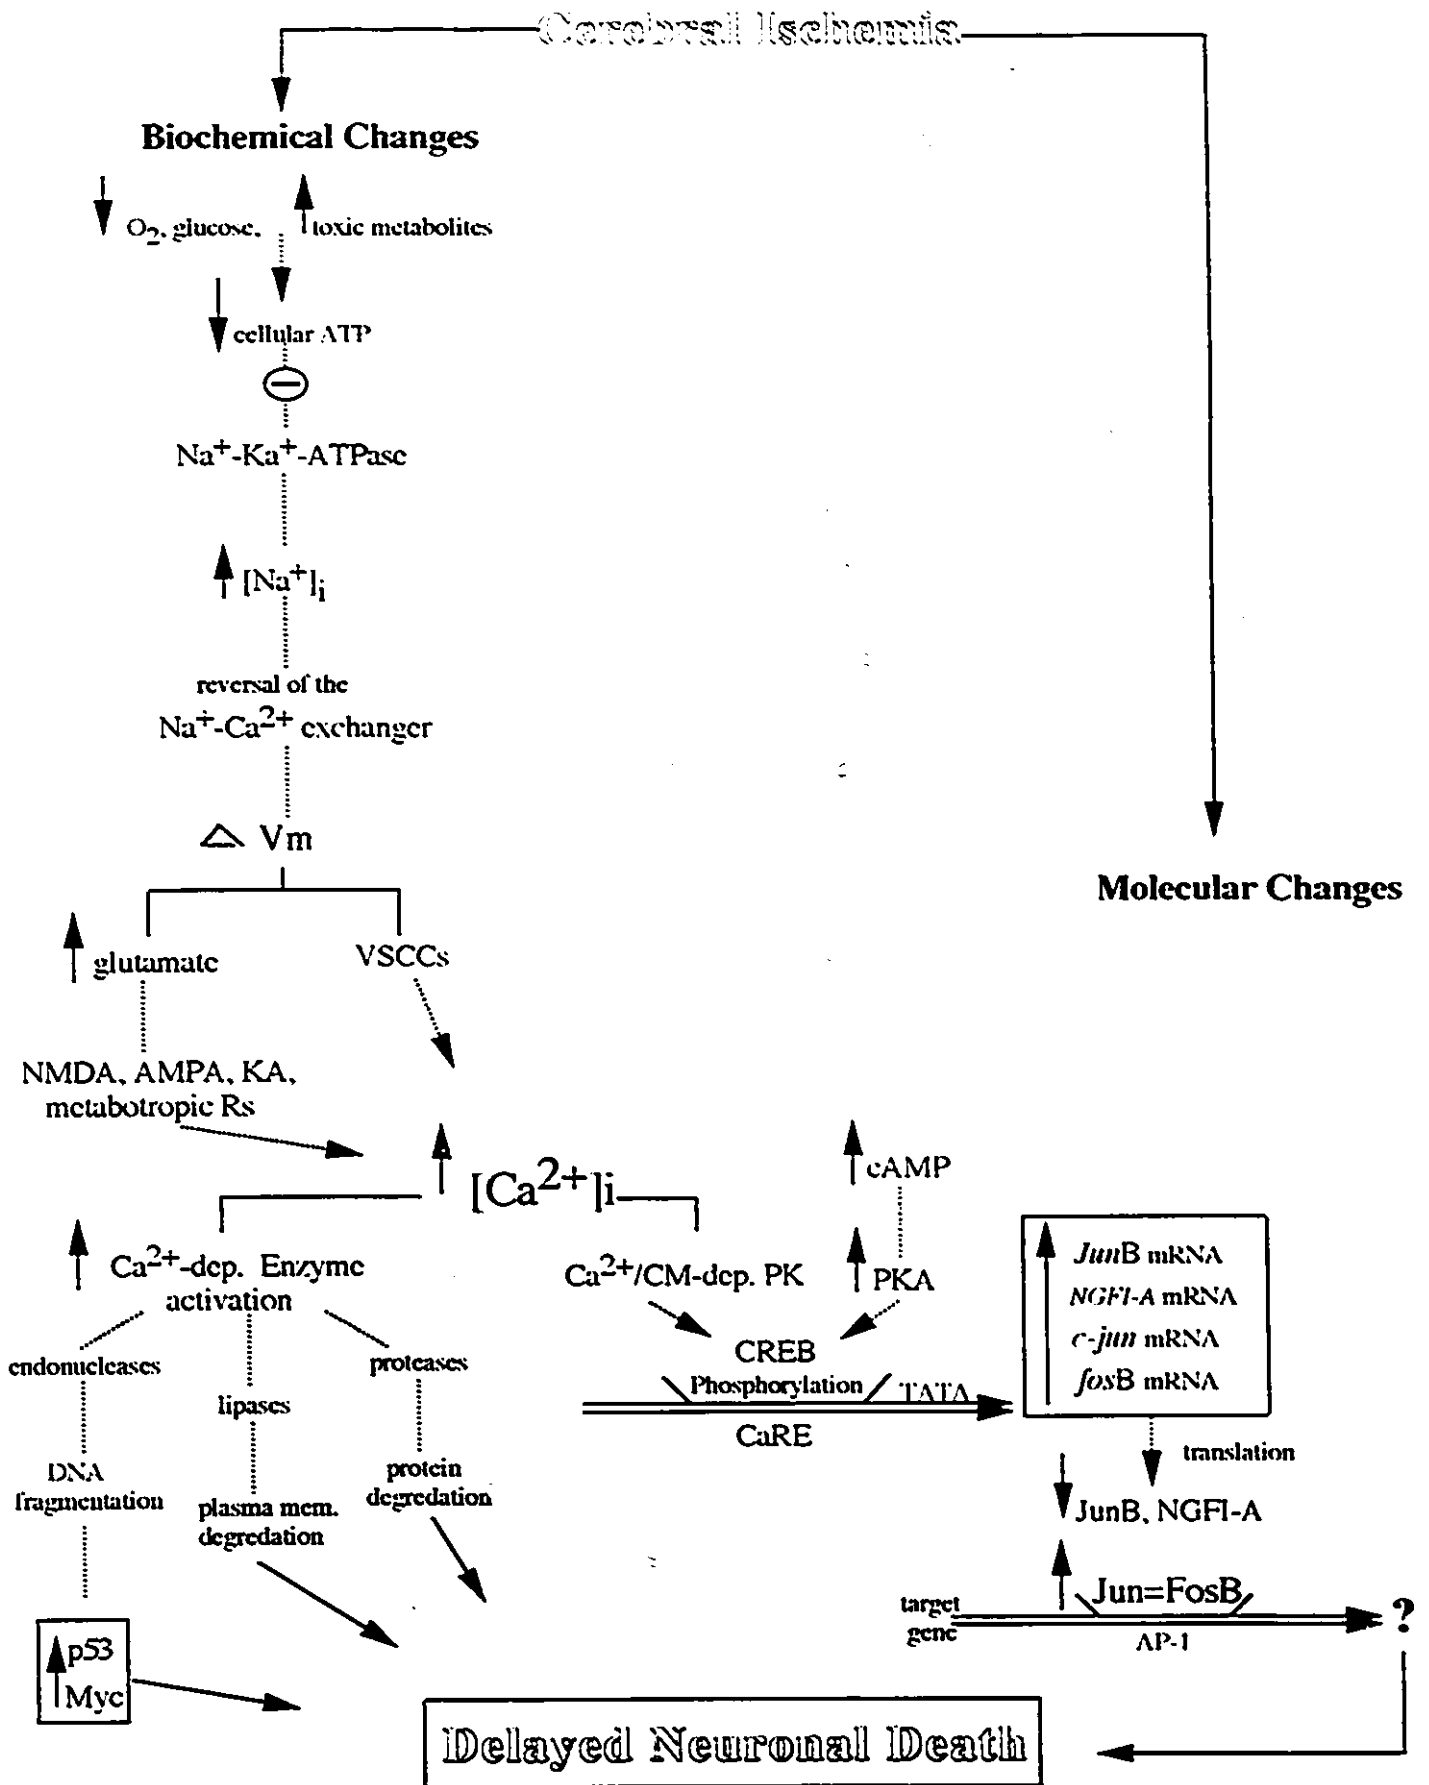 Cerebral Ischemia
Biochemical Changes
O2, glucose,
toxic metabolites
cellular ATP
Na+-Ka+-ATPase
[Na+]i
reversal of the
Na+-Ca2+ exchanger
△ Vm
Molecular Changes
glutamate
VSCCs
NMDA, AMPA, KA,
metabotropic Rs
[Ca2+]i
cAMP
Ca2+-dep. Enzyme
activation
Ca2+/CM-dep. PK
PKA
JunB mRNA
NGFI-A mRNA
c-jun mRNA
fosB mRNA
endonucleases
lipases
proteases
CREB
Phosphorylation
TATA
CaRE
translation
DNA
fragmentation
plasma mem.
degredation
protein
degredation
JunB, NGFI-A
Jun=FosB
target
gene
AP-1
?
p53
Myc
Delayed Neuronal Death